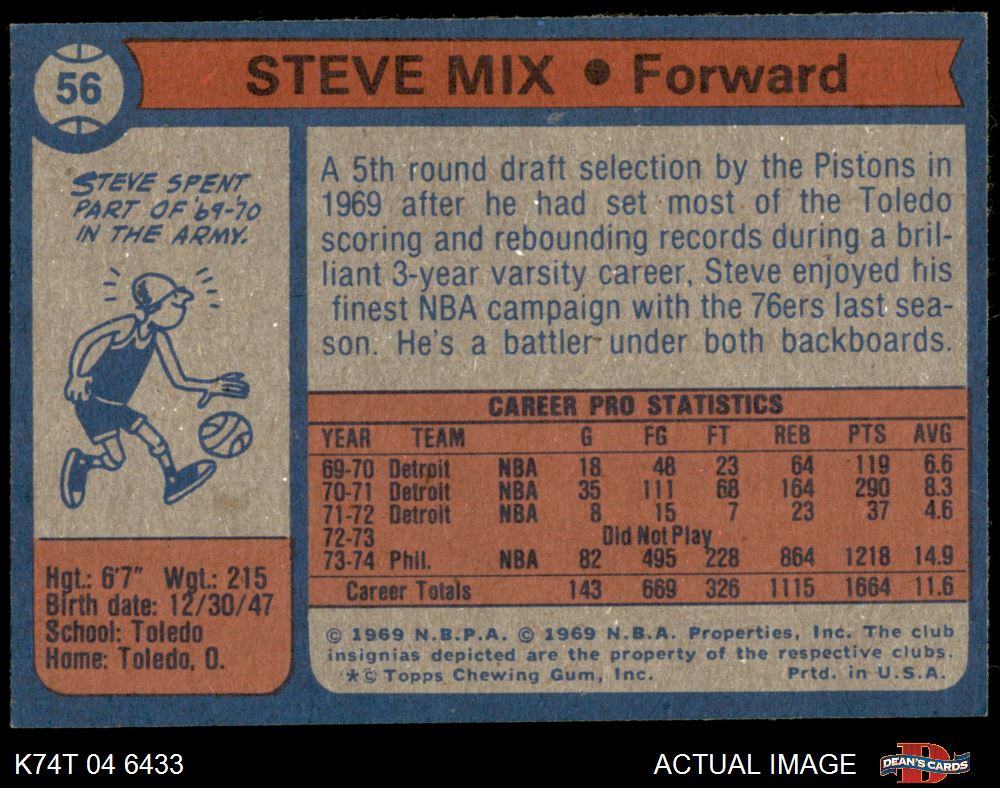 56
STEVE MIX ● Forward
STEVE SPENT
PART OF '69-'70
IN THE ARMY.
A 5th round draft selection by the Pistons in
1969 after he had set most of the Toledo
scoring and rebounding records during a bril-
liant 3-year varsity career, Steve enjoyed his
finest NBA campaign with the 76ers last sea-
son. He's a battler under both backboards.
CAREER PRO STATISTICS
YEAR TEAM G FG FT REB PTS AVG
69-70 Detroit NBA 18 48 23 64 119 6.6
70-71 Detroit NBA 35 111 68 164 290 8.3
71-72 Detroit NBA 8 15 7 23 37 4.6
72-73 Did Not Play
73-74 Phil. NBA 82 495 228 864 1218 14.9
Career Totals 143 669 326 1115 1664 11.6
Hgt.: 6'7" Wgt.: 215
Birth date: 12/30/47
School: Toledo
Home: Toledo, O.
© 1969 N.B.P.A. © 1969 N.B.A. Properties, Inc. The club
insignias depicted are the property of the respective clubs.
*© Topps Chewing Gum, Inc. Prtd. in U.S.A.
K74T 04 6433
ACTUAL IMAGE
D
DEAN'S CARDS